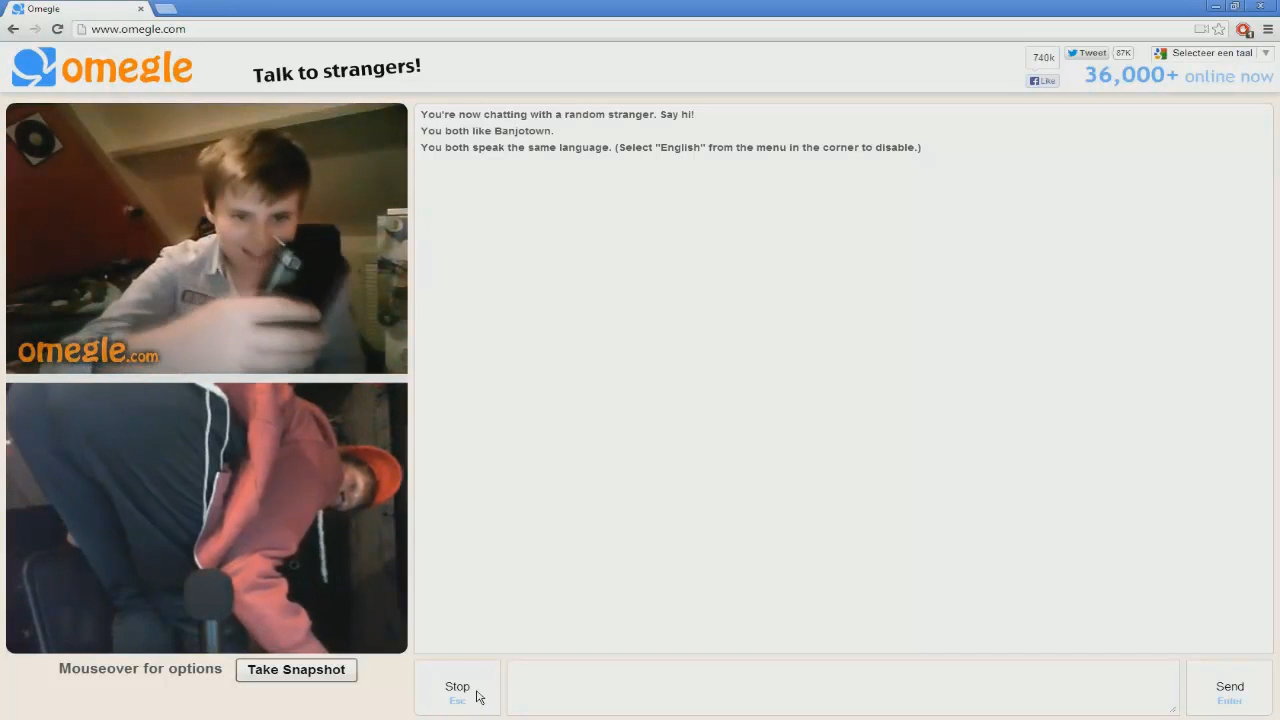 Omegle
www.omegle.com
omegle
Talk to strangers!
740k
Like
Tweet
87K
Selecteer een taal
36,000+ online now
You're now chatting with a random stranger. Say hi!
You both like Banjotown.
You both speak the same language. (Select "English" from the menu in the corner to disable.)
omegle.com
Mouseover for options
Take Snapshot
Stop
Esc
Send
Enter